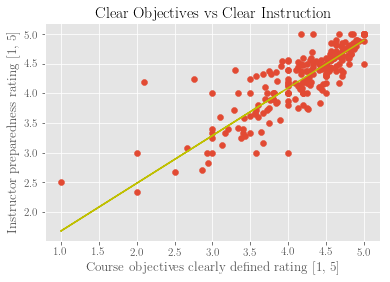 Clear Objectives vs Clear Instruction
Instructor preparedness rating [1, 5]
5.0
4.5
4.0
3.5
3.0
2.5
2.0
1.0 1.5 2.0 2.5 3.0 3.5 4.0 4.5 5.0
Course objectives clearly defined rating [1, 5]